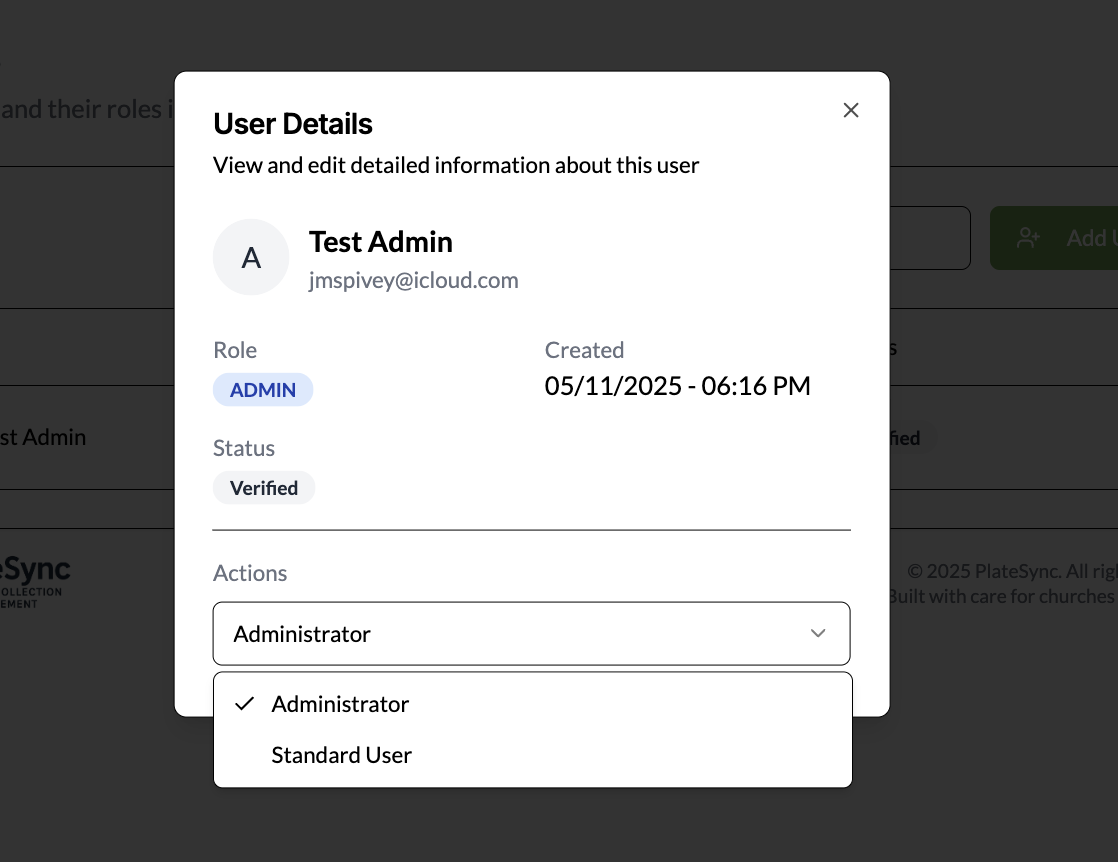 and their roles i
User Details
View and edit detailed information about this user
A
Test Admin
jmspivey@icloud.com
Add U
Role
Created
ADMIN
05/11/2025 - 06:16 PM
s
Status
st Admin
fied
Verified
Actions
eSync
OLLECTION
EMENT
© 2025 PlateSync. All righ
Built with care for churches
Administrator
Administrator
Standard User